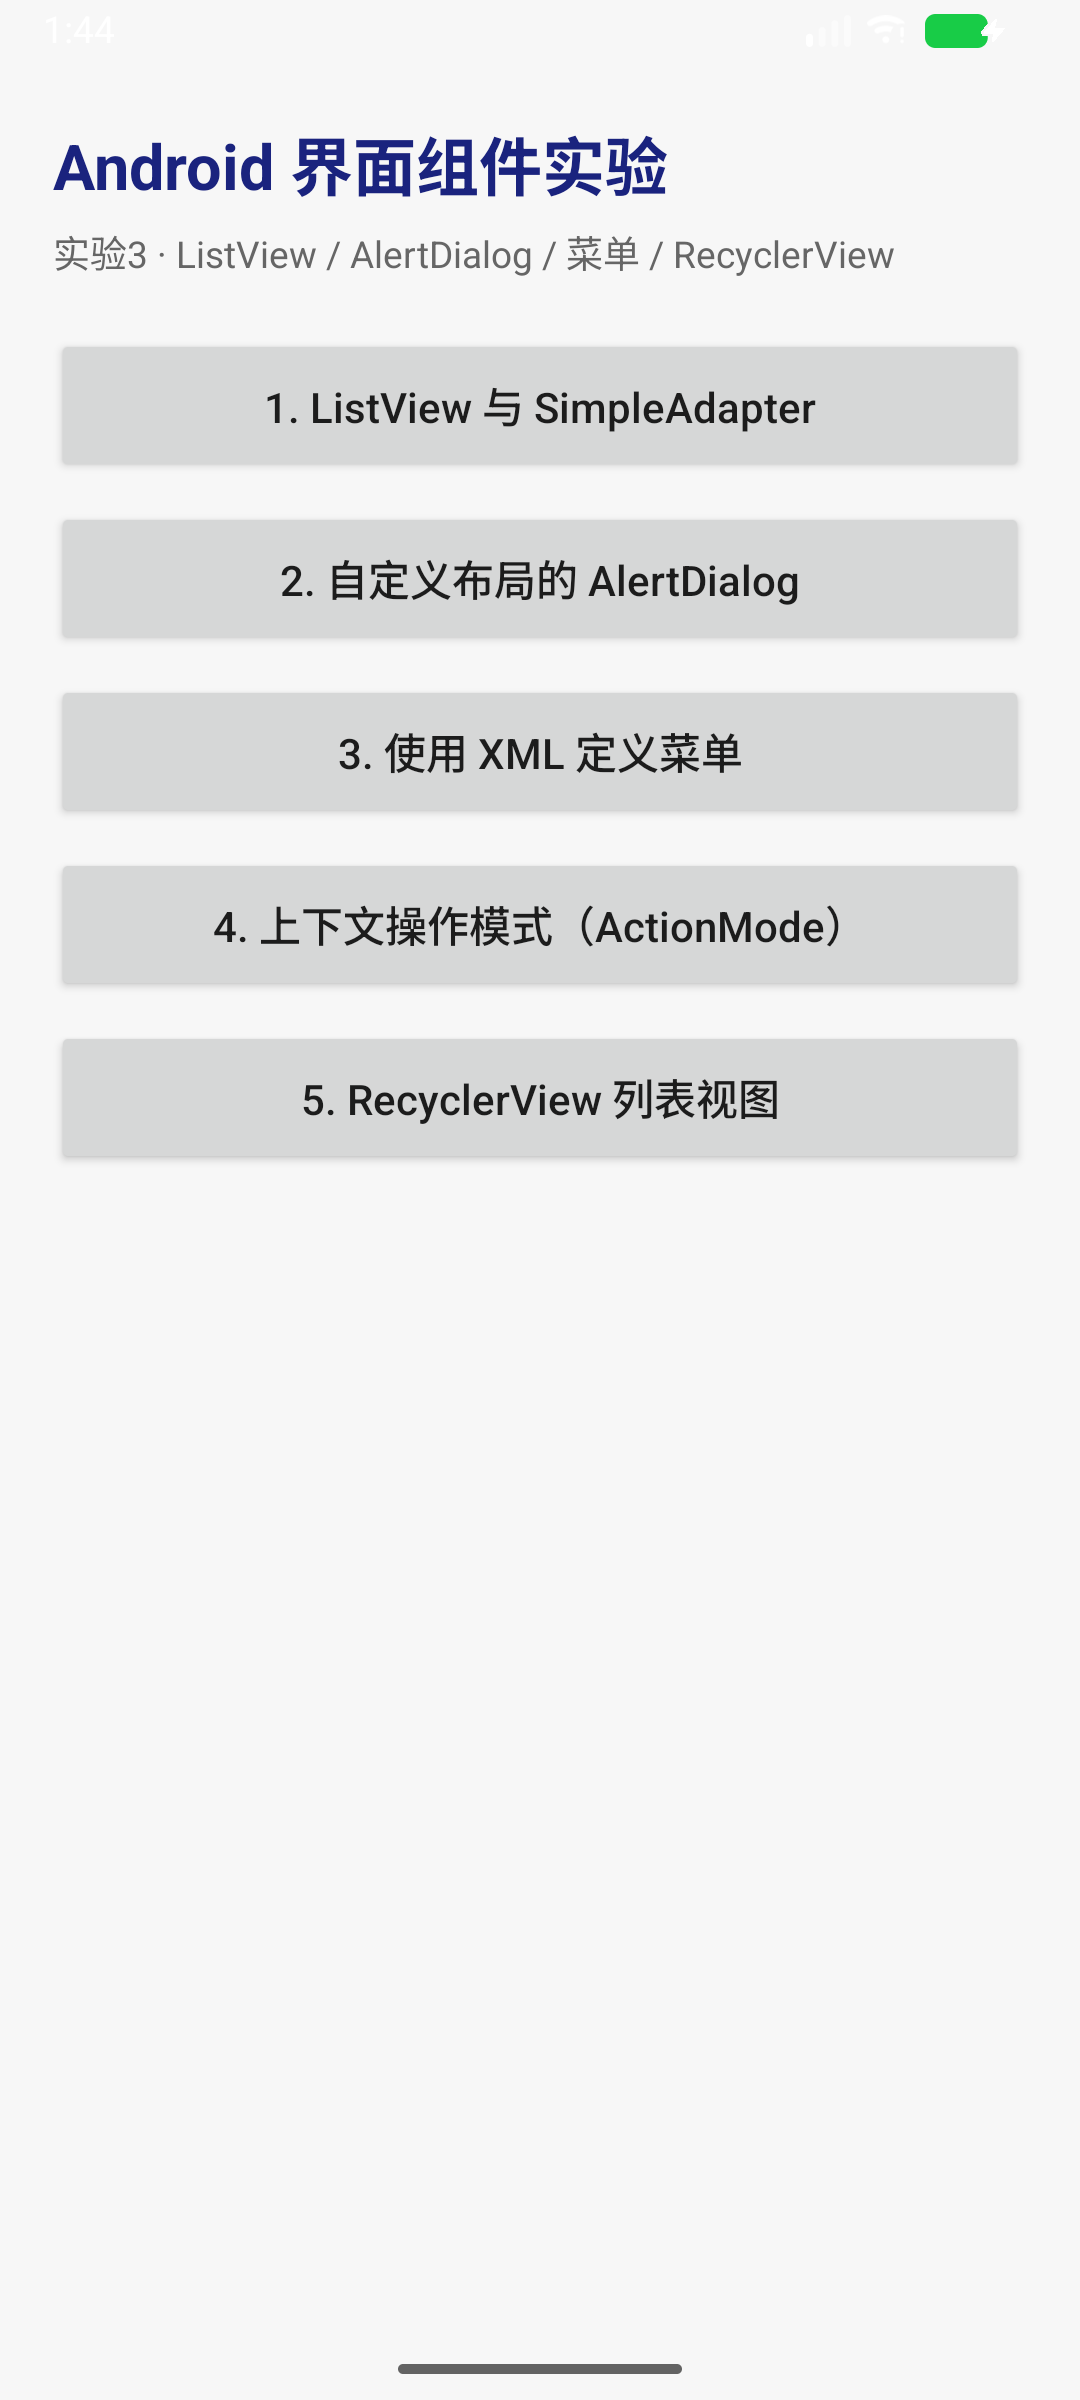 1:44
Android 界面组件实验
实验3 · ListView / AlertDialog / 菜单 / RecyclerView
1. ListView 与 SimpleAdapter
2. 自定义布局的 AlertDialog
3. 使用 XML 定义菜单
4. 上下文操作模式（ActionMode）
5. RecyclerView 列表视图